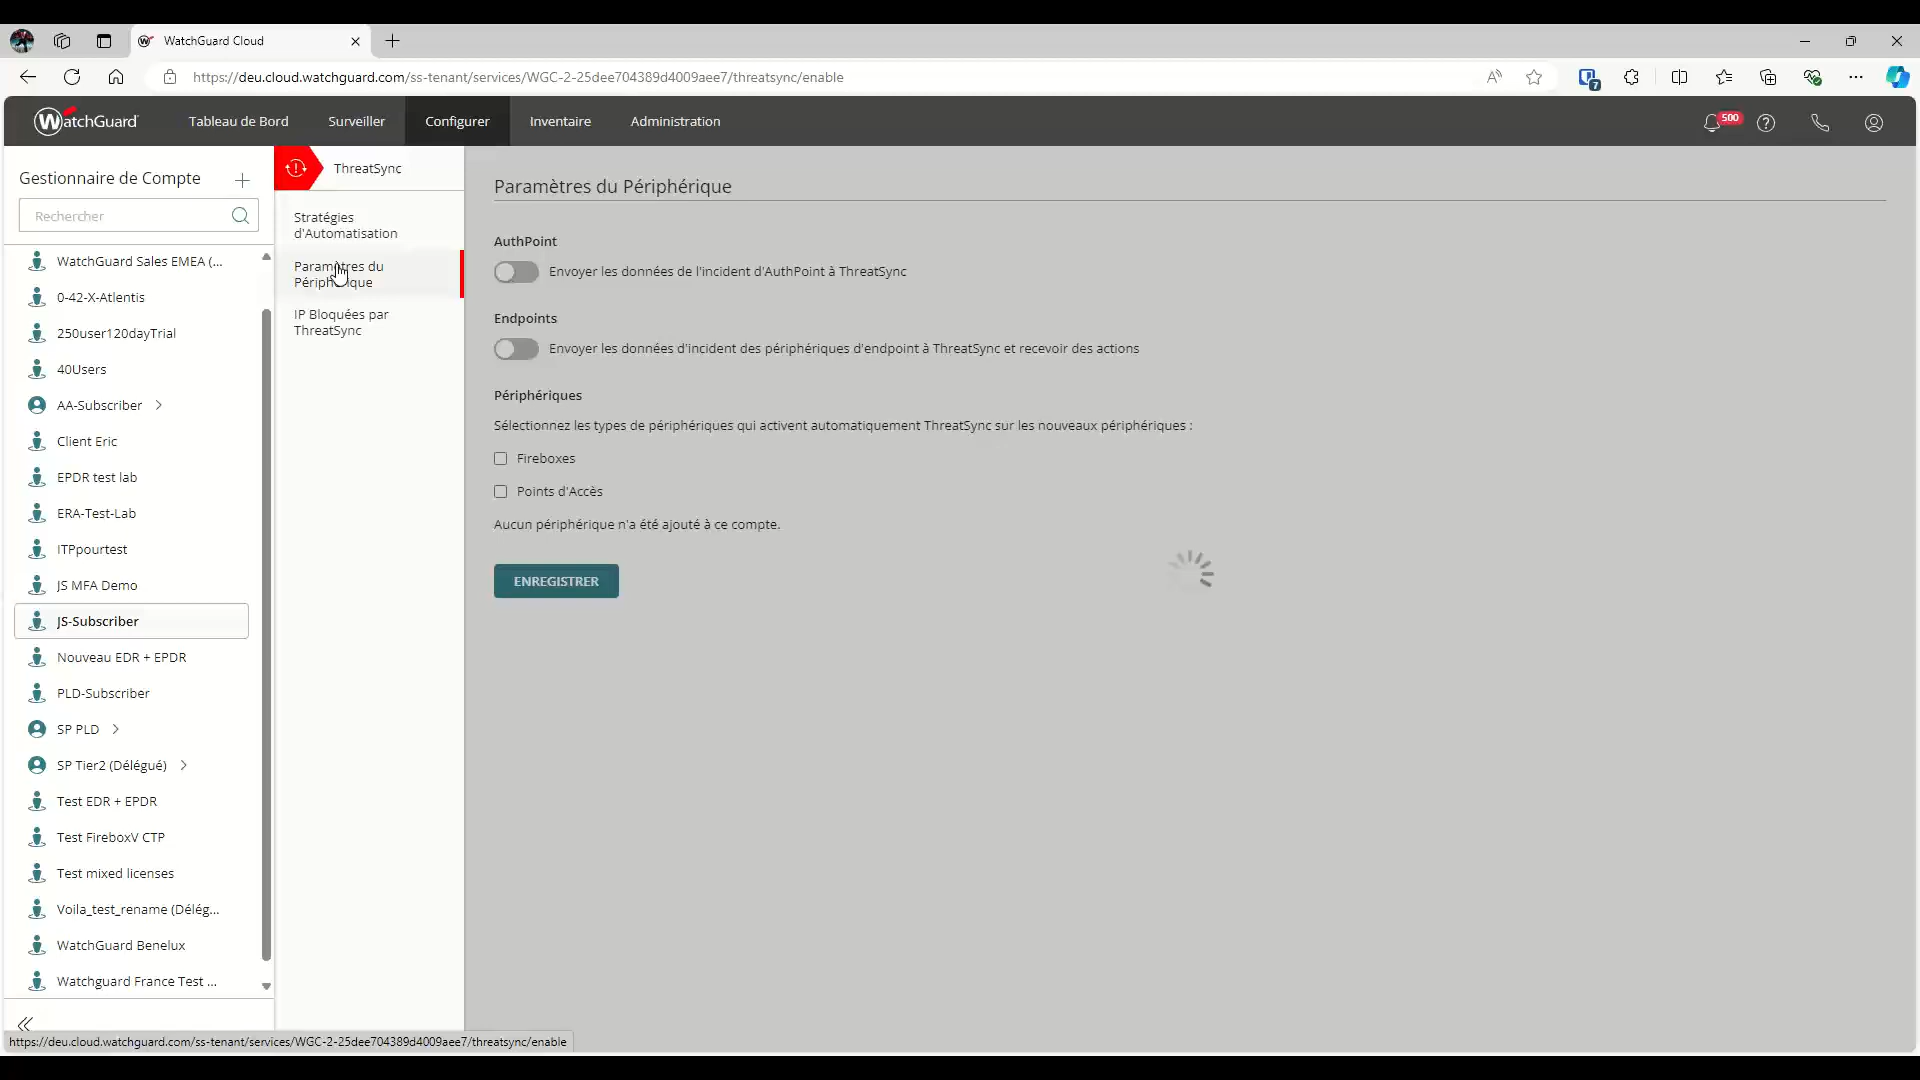 WatchGuard Cloud
https://deu.cloud.watchguard.com/ss-tenant/services/WGC-2-25dee704389d4009aee7/threatsync/enable
7
WatchGuard
Tableau de Bord
Surveiller
Configurer
Inventaire
Administration
500
Gestionnaire de Compte
Rechercher
WatchGuard Sales EMEA (...
0-42-X-Atlentis
250user120dayTrial
40Users
AA-Subscriber
Client Eric
EPDR test lab
ERA-Test-Lab
ITPpourtest
JS MFA Demo
JS-Subscriber
Nouveau EDR + EPDR
PLD-Subscriber
SP PLD
SP Tier2 (Délégué)
Test EDR + EPDR
Test FireboxV CTP
Test mixed licenses
Voila_test_rename (Délég...
WatchGuard Benelux
Watchguard France Test ...
ThreatSync
Stratégies
d'Automatisation
Paramètres du
Périphérique
IP Bloquées par
ThreatSync
Paramètres du Périphérique
AuthPoint
Envoyer les données de l'incident d'AuthPoint à ThreatSync
Endpoints
Envoyer les données d'incident des périphériques d'endpoint à ThreatSync et recevoir des actions
Périphériques
Sélectionnez les types de périphériques qui activent automatiquement ThreatSync sur les nouveaux périphériques :
Fireboxes
Points d'Accès
Aucun périphérique n'a été ajouté à ce compte.
ENREGISTRER
https://deu.cloud.watchguard.com/ss-tenant/services/WGC-2-25dee704389d4009aee7/threatsync/enable